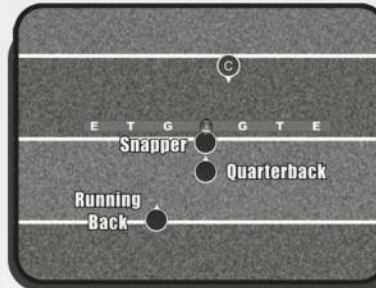 C
E T G G T E
Snapper
Quarterback
Running
Back